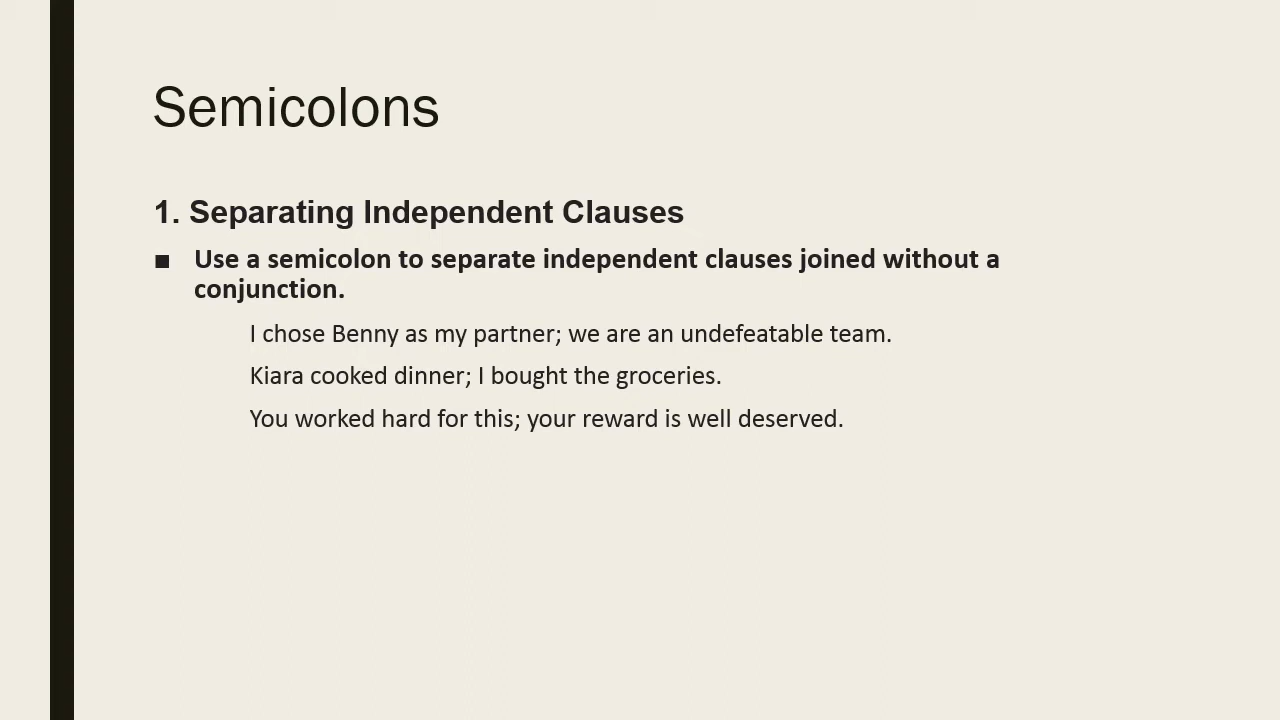 Semicolons
1. Separating Independent Clauses
■ Use a semicolon to separate independent clauses joined without a
conjunction.
I chose Benny as my partner; we are an undefeatable team.
Kiara cooked dinner; I bought the groceries.
You worked hard for this; your reward is well deserved.